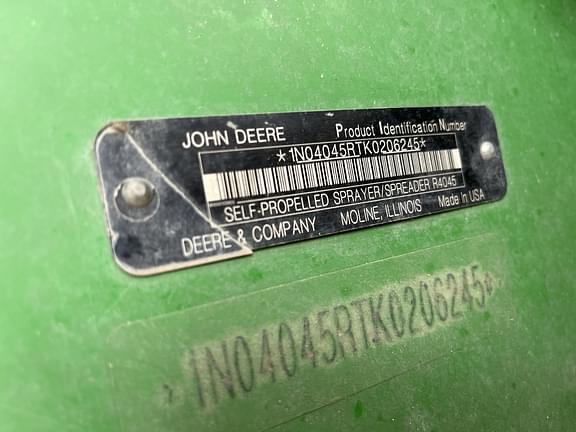 JOHN DEERE Product Identification Number
*1N04045RTK0206245*
SELF-PROPELLED SPRAYER/SPREADER R4045
DEERE & COMPANY MOLINE, ILLINOIS Made in USA
*1N04045RTK0206245*